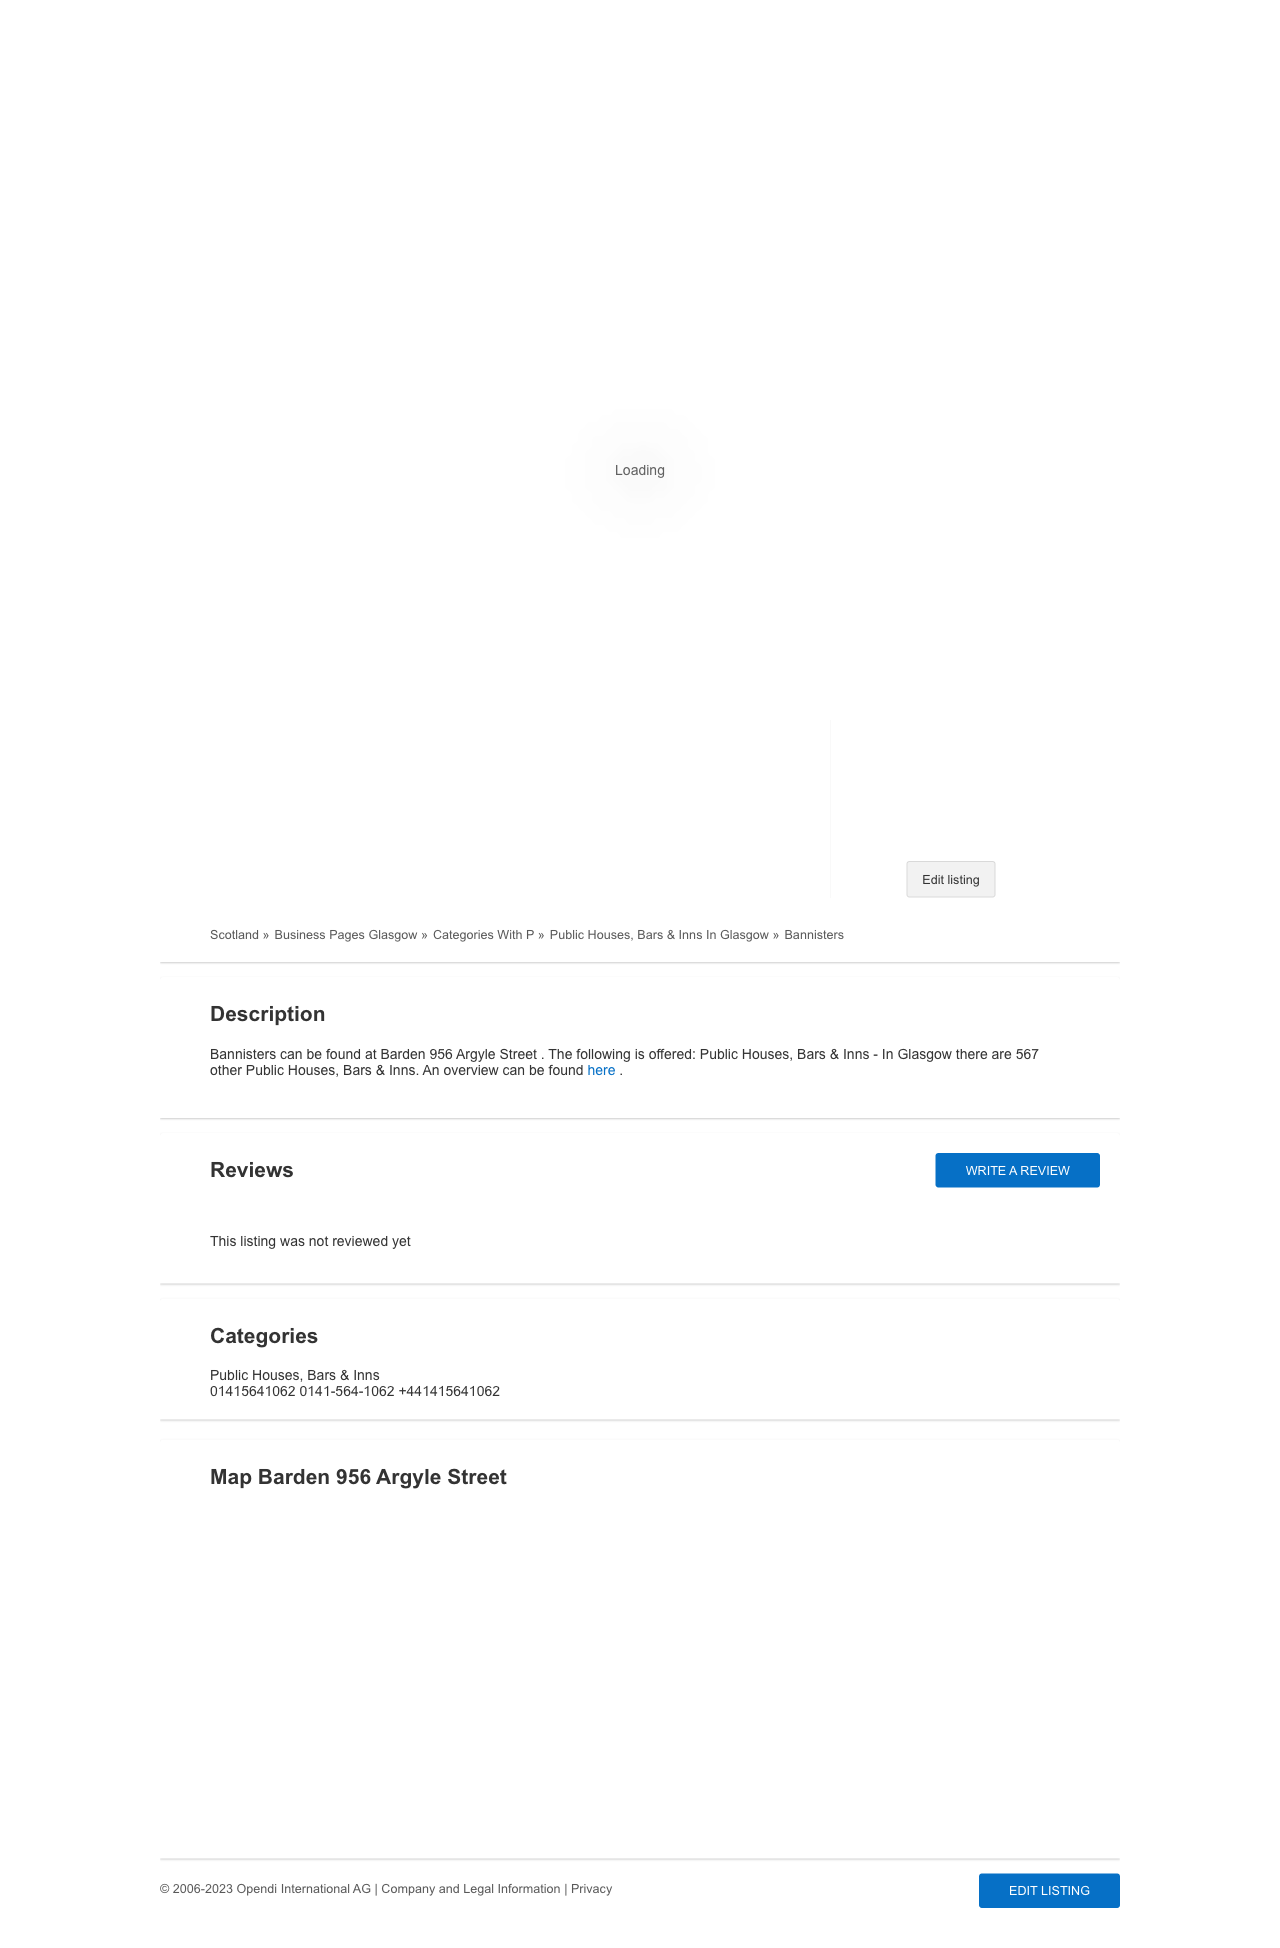 Loading
Edit listing
Scotland » Business Pages Glasgow » Categories With P » Public Houses, Bars & Inns In Glasgow » Bannisters
Description
Bannisters can be found at Barden 956 Argyle Street . The following is offered: Public Houses, Bars & Inns - In Glasgow there are 567
other Public Houses, Bars & Inns. An overview can be found here .
Reviews
WRITE A REVIEW
This listing was not reviewed yet
Categories
Public Houses, Bars & Inns
01415641062 0141-564-1062 +441415641062
Map Barden 956 Argyle Street
© 2006-2023 Opendi International AG | Company and Legal Information | Privacy
EDIT LISTING